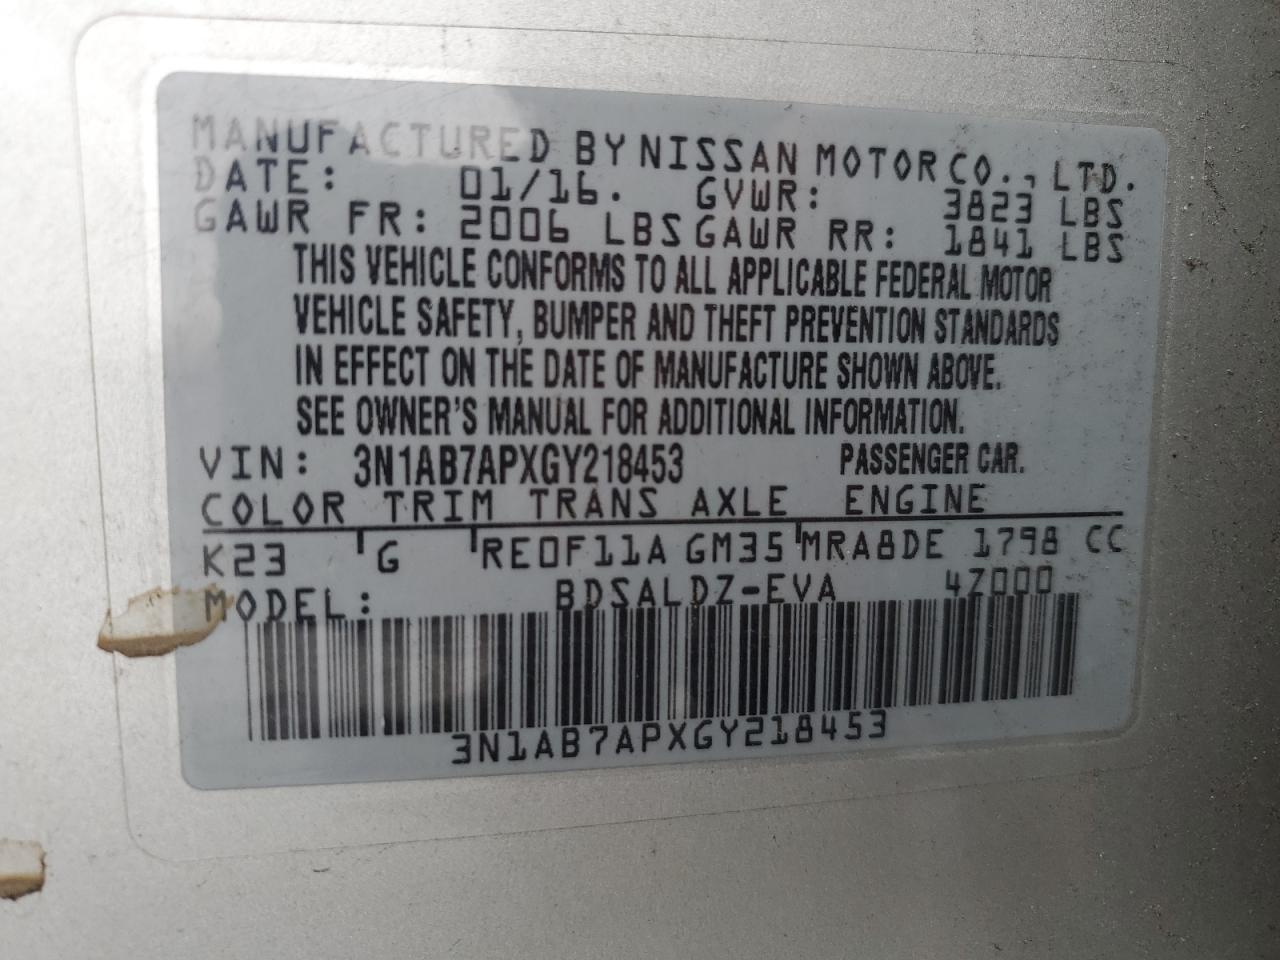 MANUFACTURED BY NISSAN MOTOR CO., LTD.
DATE: 01/16. GVWR: 3823 LBS
GAWR FR: 2006 LBS GAWR RR: 1841 LBS
THIS VEHICLE CONFORMS TO ALL APPLICABLE FEDERAL MOTOR
VEHICLE SAFETY, BUMPER AND THEFT PREVENTION STANDARDS
IN EFFECT ON THE DATE OF MANUFACTURE SHOWN ABOVE.
SEE OWNER'S MANUAL FOR ADDITIONAL INFORMATION.
VIN: 3N1AB7APXGY218453 PASSENGER CAR.
COLOR TRIM TRANS AXLE ENGINE
K23 G RE0F11A GM35 MRA8DE 1798 CC
MODEL: BDSALDZ-EVA 4Z000
3N1AB7APXGY218453